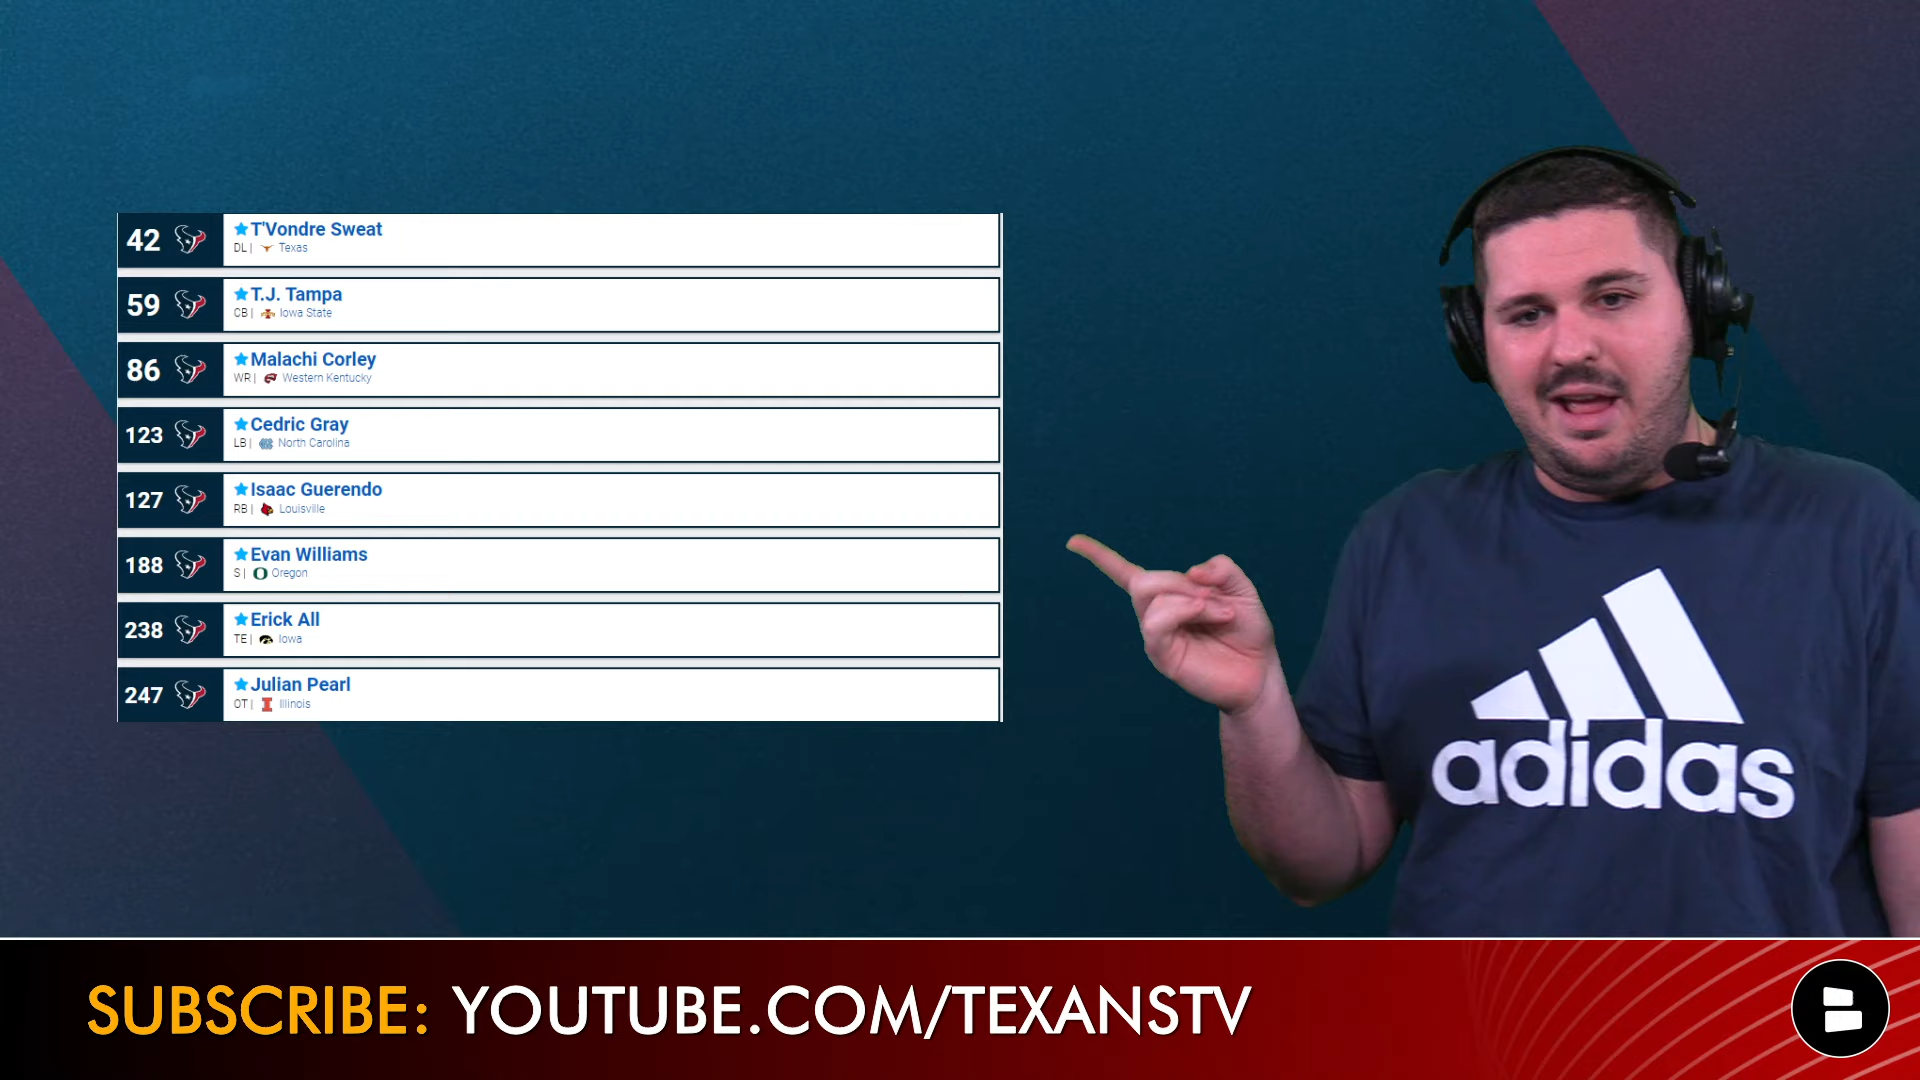 42 T'Vondre Sweat
DL | Texas
59 T.J. Tampa
CB | Iowa State
86 Malachi Corley
WR | Western Kentucky
123 Cedric Gray
LB | North Carolina
127 Isaac Guerendo
RB | Louisville
188 Evan Williams
S | Oregon
238 Erick All
TE | Iowa
247 Julian Pearl
OT | Illinois
adidas
SUBSCRIBE: YOUTUBE.COM/TEXANSTV